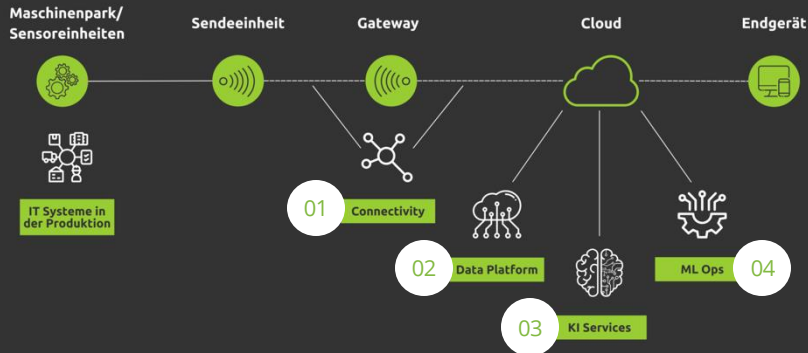 Maschinenpark/
Sensoreinheiten
Sendeeinheit
Gateway
Cloud
Endgerät
IT Systeme in
der Produktion
01
Connectivity
02
Data Platform
03
KI Services
ML Ops
04